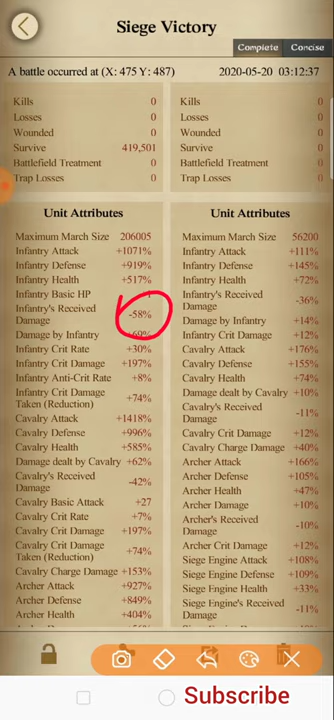 Siege Victory
Complete Concise
A battle occurred at (X: 475 Y: 487) 2020-05-20 03:12:37
Kills 0
Losses 0
Wounded 0
Survive 419,501
Battlefield Treatment 0
Trap Losses 0
Kills 0
Losses 0
Wounded 0
Survive 0
Battlefield Treatment 0
Trap Losses 0
Unit Attributes
Maximum March Size 206005
Infantry Attack +1071%
Infantry Defense +919%
Infantry Health +517%
Infantry Basic HP
Infantry's Received
Damage -58%
Damage by Infantry +69%
Infantry Crit Rate +30%
Infantry Crit Damage +197%
Infantry Anti-Crit Rate +8%
Infantry Crit Damage
Taken (Reduction) +74%
Cavalry Attack +1418%
Cavalry Defense +996%
Cavalry Health +585%
Damage dealt by Cavalry +62%
Cavalry's Received
Damage -42%
Cavalry Basic Attack +27
Cavalry Crit Rate +7%
Cavalry Crit Damage +197%
Cavalry Crit Damage
Taken (Reduction) +74%
Cavalry Charge Damage +153%
Archer Attack +927%
Archer Defense +849%
Archer Health +404%
Unit Attributes
Maximum March Size 56200
Infantry Attack +111%
Infantry Defense +145%
Infantry Health +72%
Infantry's Received
Damage -36%
Damage by Infantry +14%
Infantry Crit Damage +12%
Cavalry Attack +176%
Cavalry Defense +155%
Cavalry Health +74%
Damage dealt by Cavalry +10%
Cavalry's Received
Damage -11%
Cavalry Crit Damage +12%
Cavalry Charge Damage +40%
Archer Attack +166%
Archer Defense +105%
Archer Health +47%
Archer Damage +10%
Archer's Received
Damage -10%
Archer Crit Damage +12%
Siege Engine Attack +108%
Siege Engine Defense +109%
Siege Engine Health +33%
Siege Engine's Received
Damage -11%
Subscribe